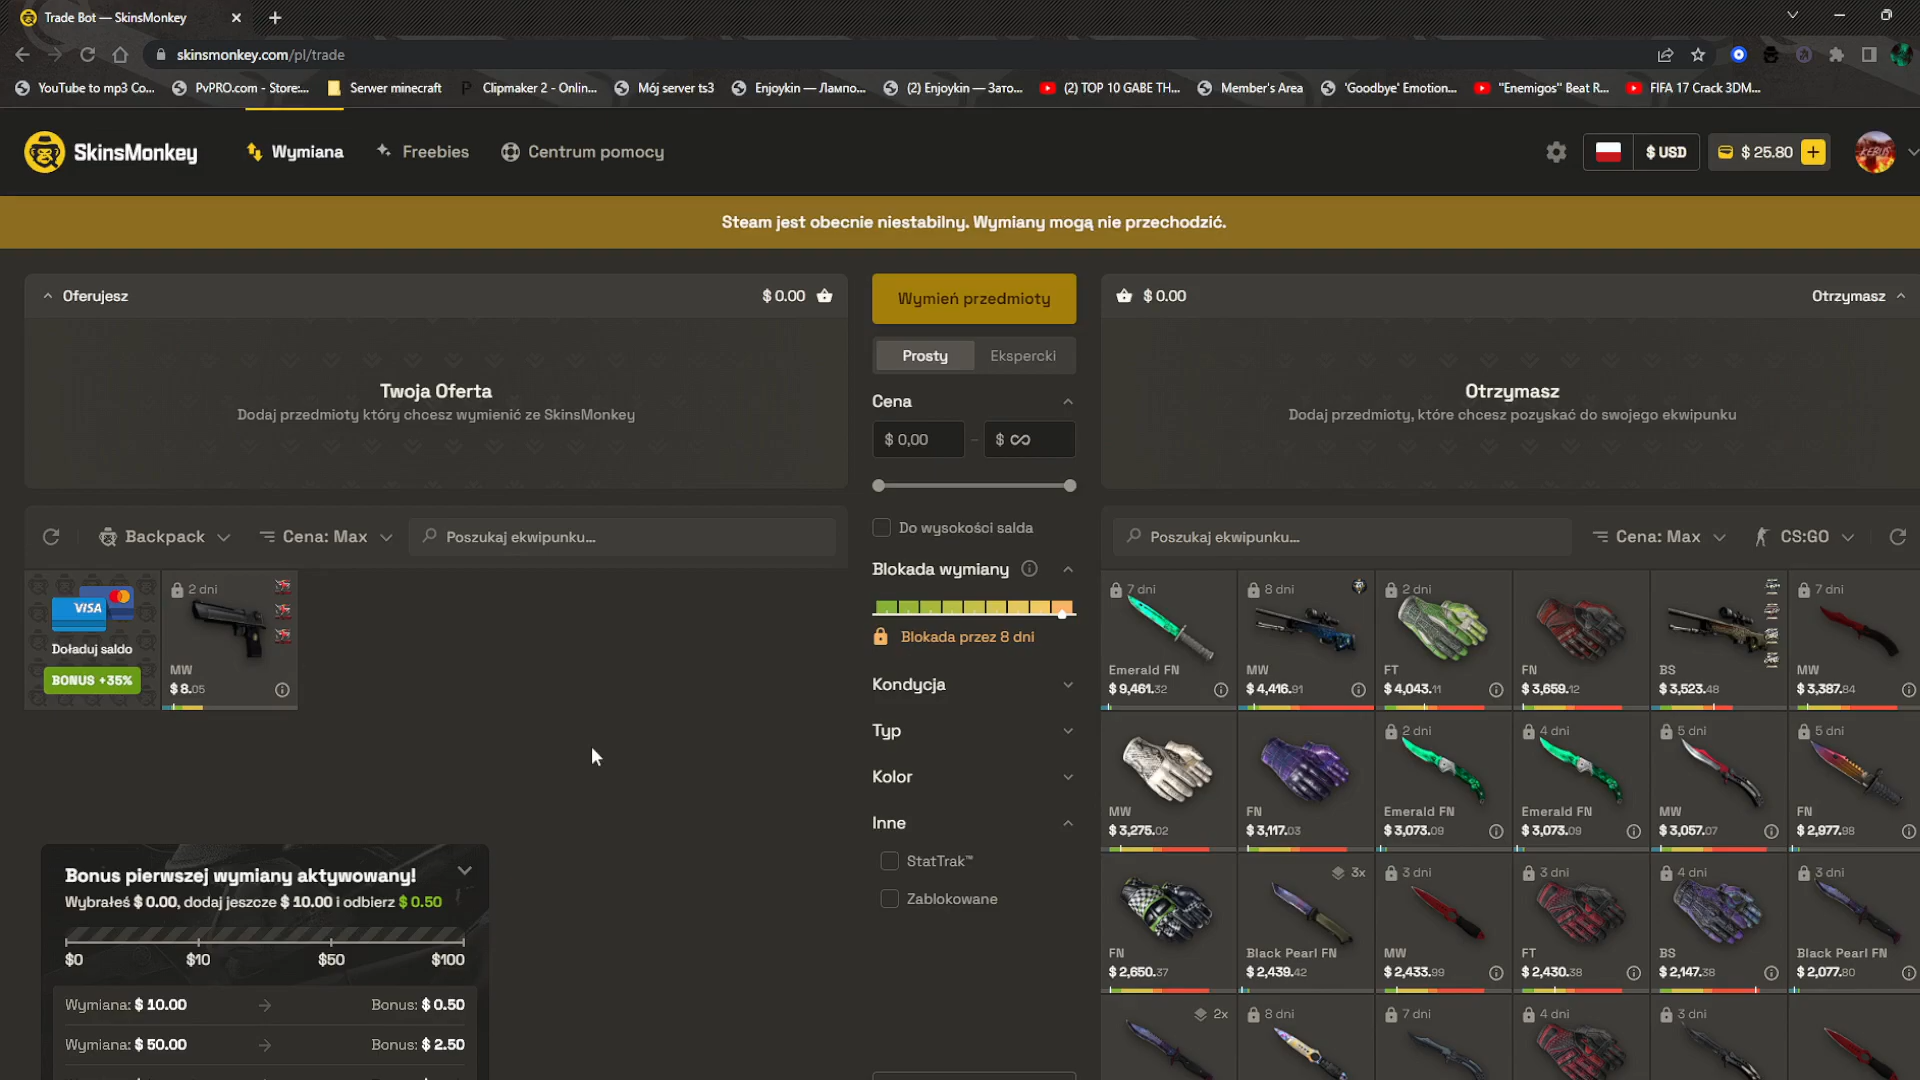 Trade Bot — SkinsMonkey
skinsmonkey.com/pl/trade
YouTube to mp3 Co...
PvPRO.com - Store:...
Serwer minecraft
Clipmaker 2 - Onlin...
Mój server ts3
Enjoykin — Лампо...
(2) Enjoykin — Зато...
(2) TOP 10 GABE TH...
Member's Area
'Goodbye' Emotion...
"Enemigos" Beat R...
FIFA 17 Crack 3DM...
SkinsMonkey
Wymiana
Freebies
Centrum pomocy
$ USD
$ 25.80
Steam jest obecnie niestabilny. Wymiany mogą nie przechodzić.
Oferujesz
$ 0.00
Twoja Oferta
Dodaj przedmioty który chcesz wymienić ze SkinsMonkey
Backpack
Cena: Max
Poszukaj ekwipunku...
VISA
Doładuj saldo
BONUS +35%
2 dni
MW
$ 8.05
Bonus pierwszej wymiany aktywowany!
Wybrałeś $ 0.00, dodaj jeszcze $ 10.00 i odbierz $ 0.50
$0 $10 $50 $100
Wymiana: $ 10.00 Bonus: $ 0.50
Wymiana: $ 50.00 Bonus: $ 2.50
Wymień przedmioty
Prosty
Ekspercki
Cena
$ 0,00 – $ ∞
Do wysokości salda
Blokada wymiany
Blokada przez 8 dni
Kondycja
Typ
Kolor
Inne
StatTrak™
Zablokowane
$ 0.00
Otrzymasz
Otrzymasz
Dodaj przedmioty, które chcesz pozyskać do swojego ekwipunku
Poszukaj ekwipunku...
Cena: Max
CS:GO
7 dni
Emerald FN
$ 9,461.32
8 dni
MW
$ 4,416.91
2 dni
FT
$ 4,043.11
FN
$ 3,659.12
BS
$ 3,523.48
7 dni
MW
$ 3,387.84
MW
$ 3,275.02
FN
$ 3,117.03
2 dni
Emerald FN
$ 3,073.09
4 dni
Emerald FN
$ 3,073.09
5 dni
MW
$ 3,057.07
5 dni
FN
$ 2,977.98
FN
$ 2,650.37
3x
Black Pearl FN
$ 2,439.42
3 dni
MW
$ 2,433.99
3 dni
FT
$ 2,430.38
4 dni
BS
$ 2,147.38
3 dni
Black Pearl FN
$ 2,077.80
2x
8 dni
7 dni
4 dni
3 dni